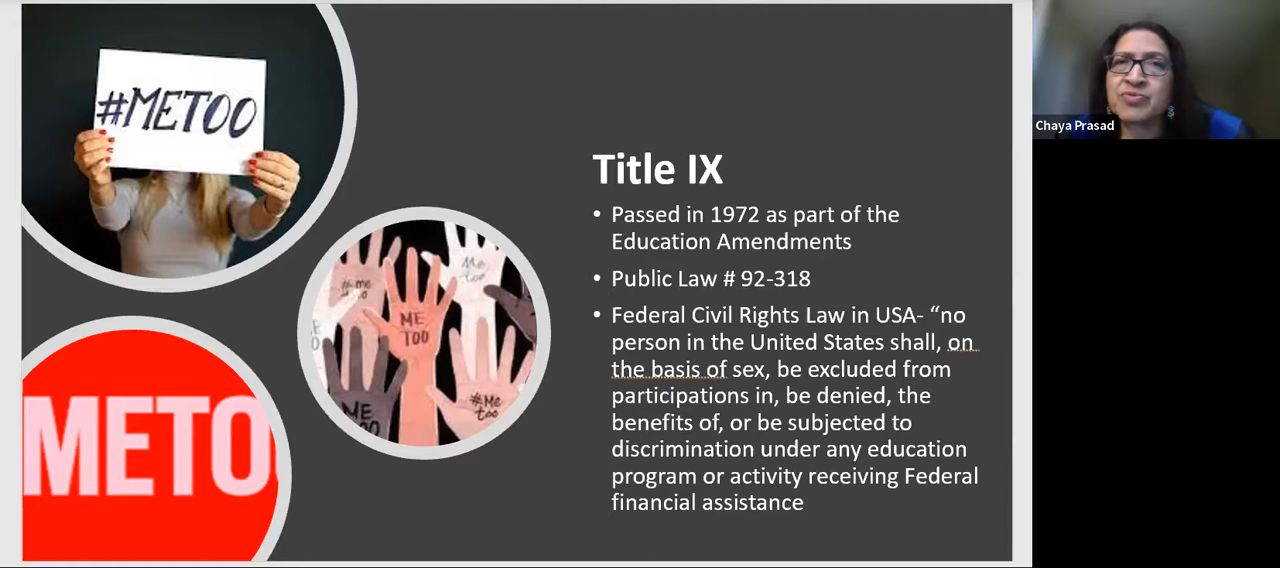 #METOO
Chaya Prasad
Title IX
• Passed in 1972 as part of the
Education Amendments
• Public Law # 92-318
• Federal Civil Rights Law in USA- “no
person in the United States shall, on
the basis of sex, be excluded from
participations in, be denied, the
benefits of, or be subjected to
discrimination under any education
program or activity receiving Federal
financial assistance
#me
Me
too
ME
TOO
ME
#Me
too
METO